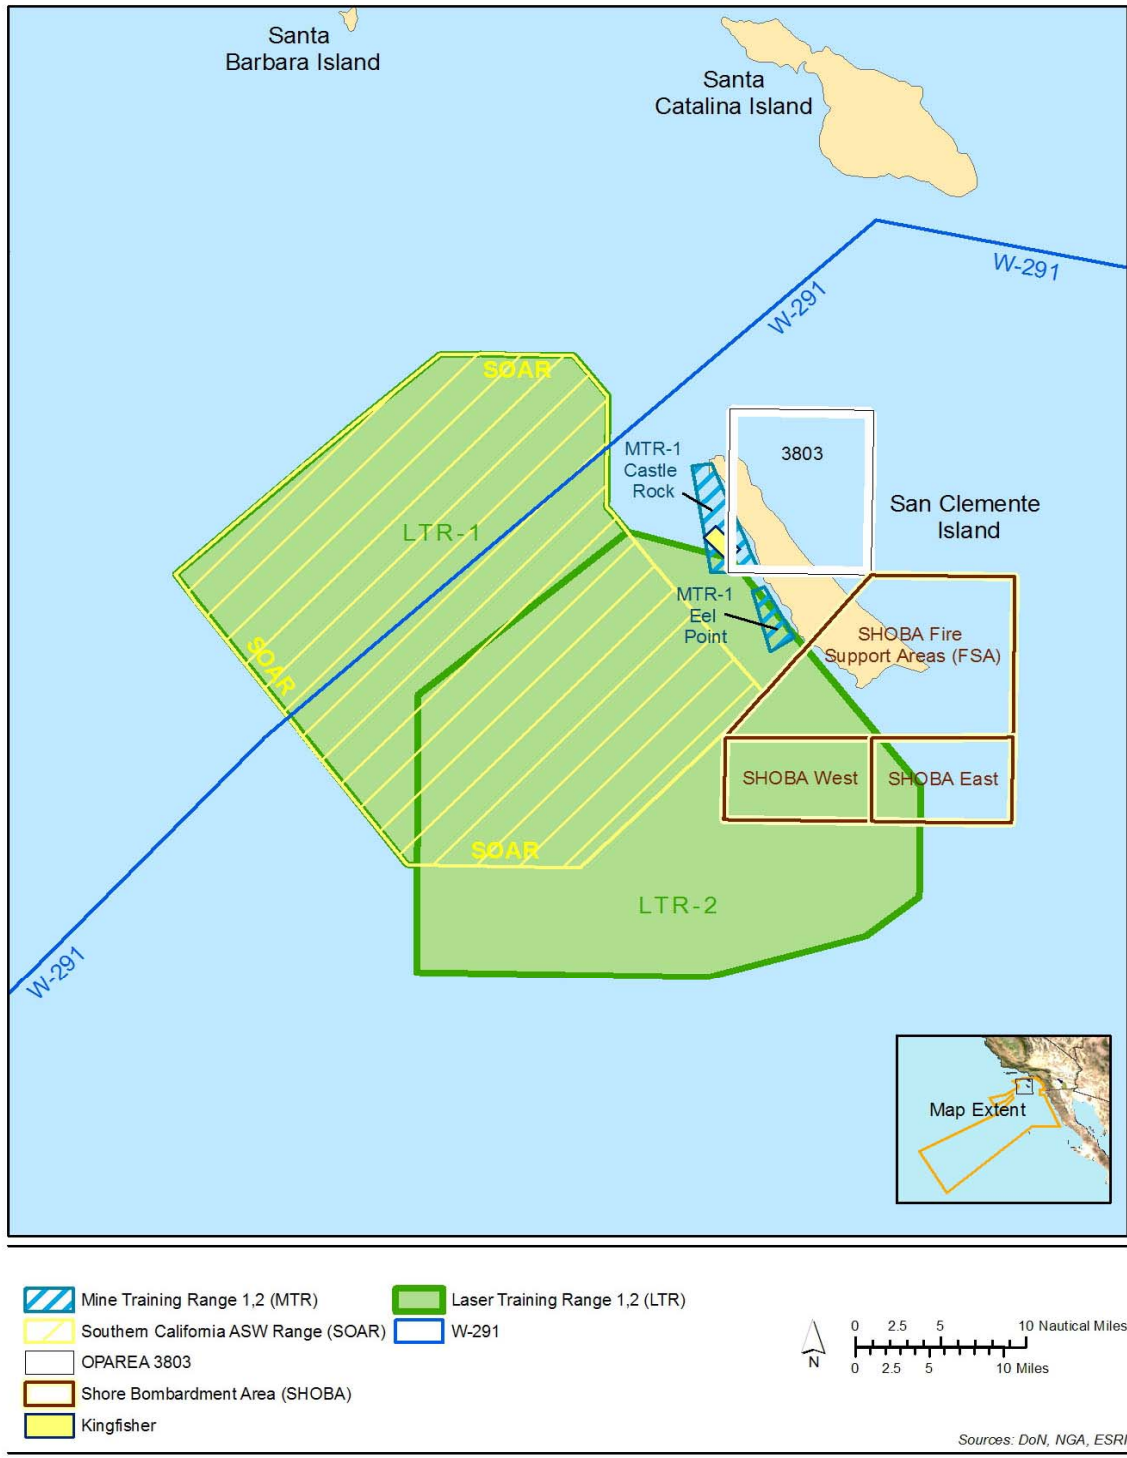 Santa
Barbara Island
Santa
Catalina Island
W-291
W-291
SOAR
MTR-1
Castle
Rock
3803
San Clemente
Island
LTR-1
MTR-1
Eel
Point
SHOBA Fire
Support Areas (FSA)
SOAR
SHOBA West
SHOBA East
SOAR
LTR-2
W-291
Map Extent
Mine Training Range 1,2 (MTR)
Southern California ASW Range (SOAR)
OPAREA 3803
Shore Bombardment Area (SHOBA)
Kingfisher
Laser Training Range 1,2 (LTR)
W-291
N
0 2.5 5 10 Nautical Miles
0 2.5 5 10 Miles
Sources: DoN, NGA, ESRI